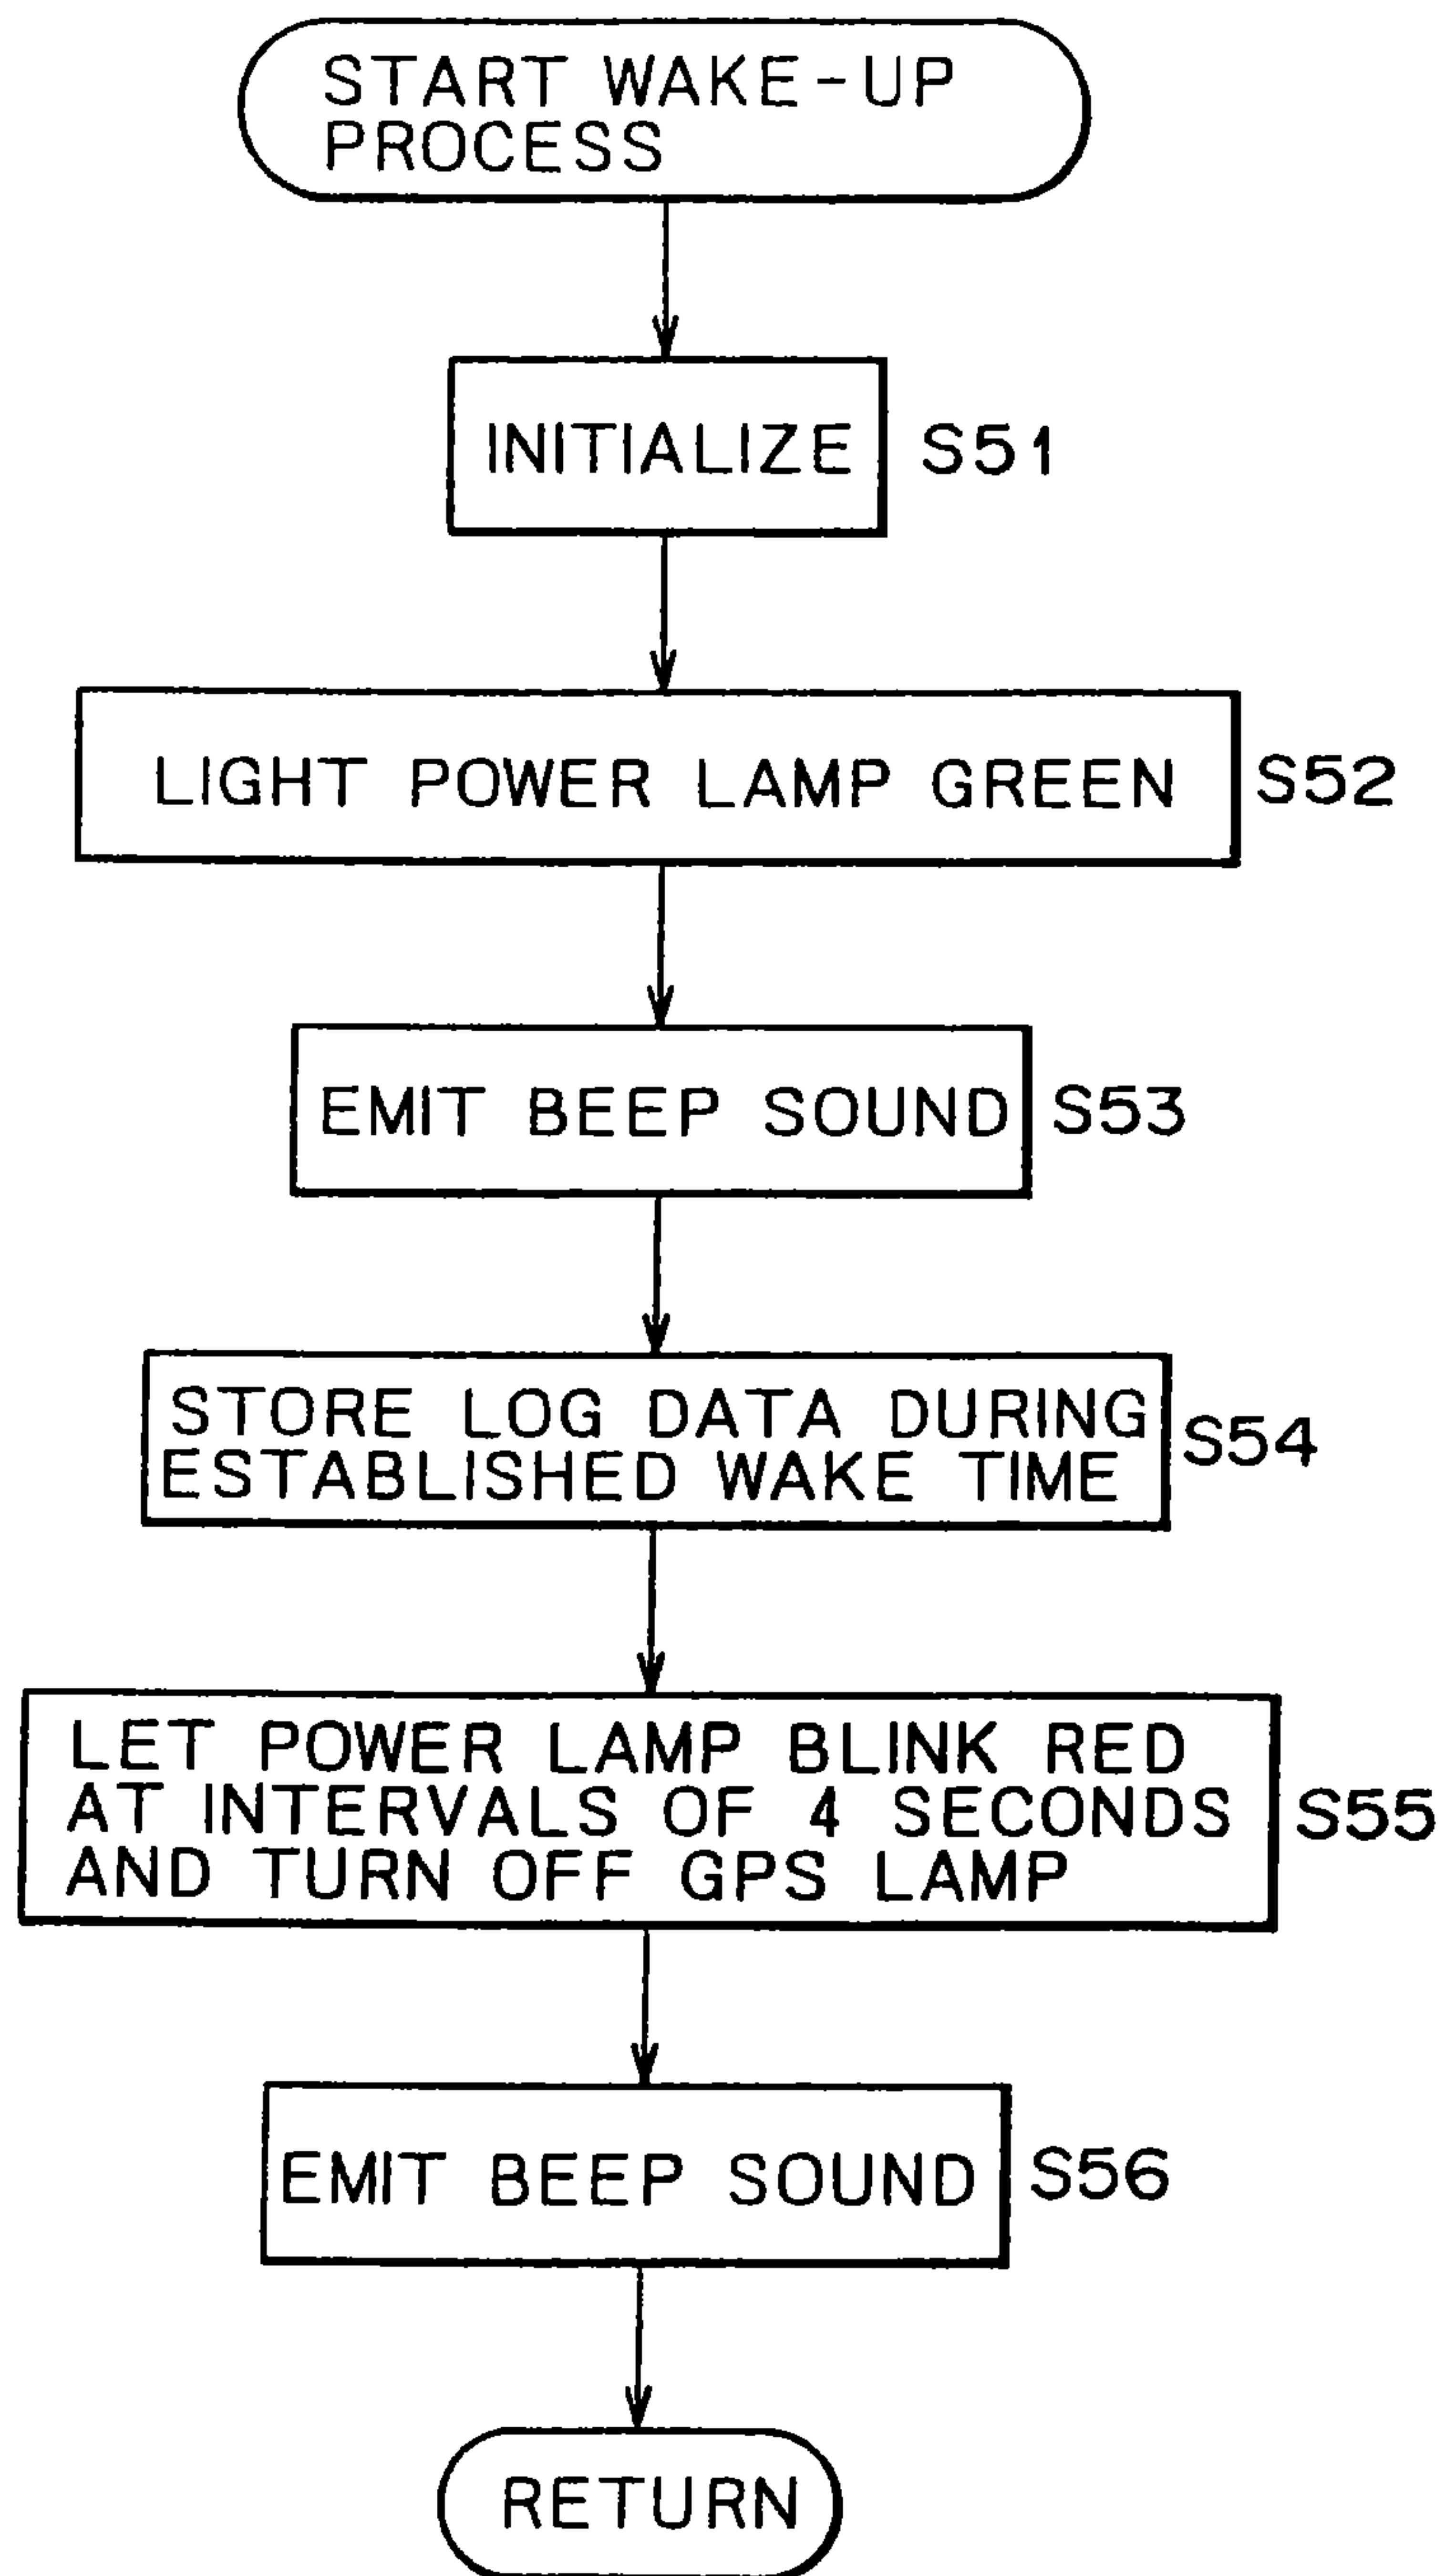 START WAKE-UP
PROCESS
INITIALIZE S51
LIGHT POWER LAMP GREEN S52
EMIT BEEP SOUND S53
STORE LOG DATA DURING
ESTABLISHED WAKE TIME
S54
LET POWER LAMP BLINK RED
AT INTERVALS OF 4 SECONDS
AND TURN OFF GPS LAMP
S55
EMIT BEEP SOUND S56
RETURN